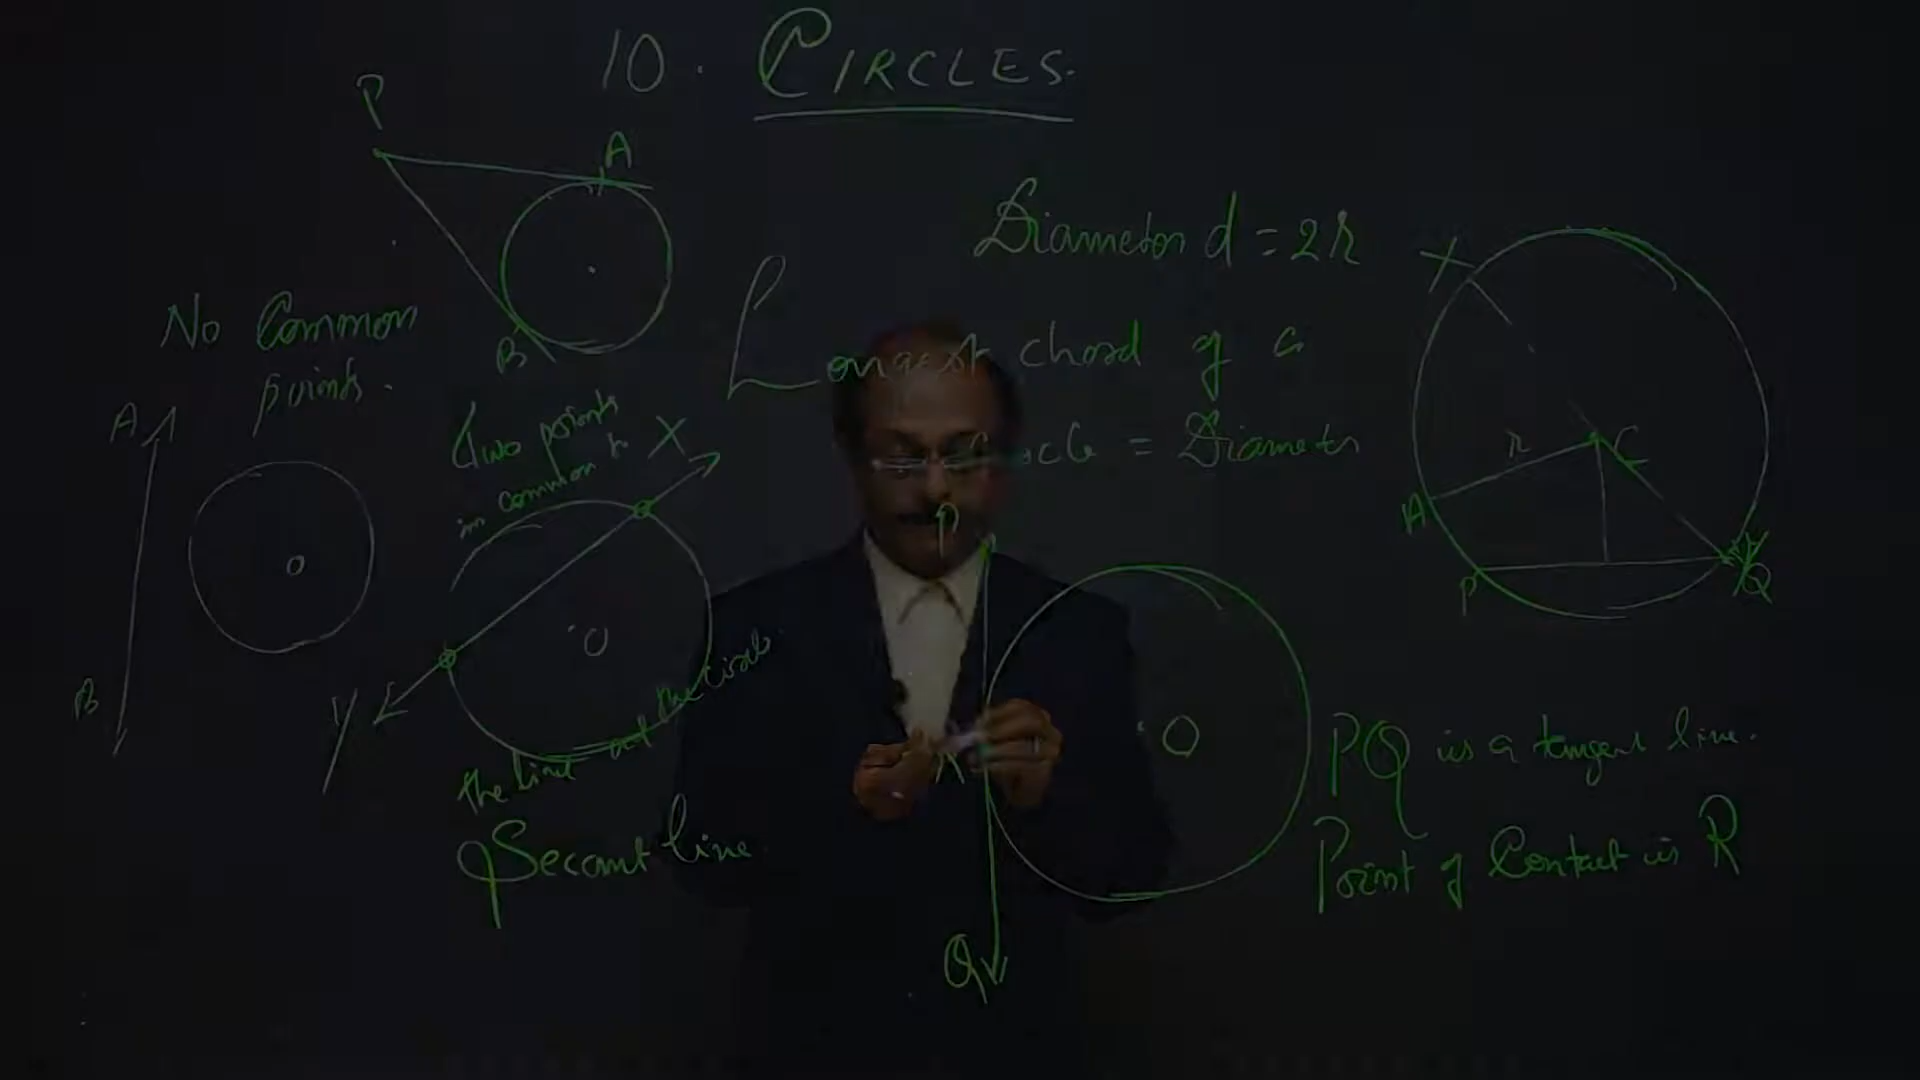 10. CIRCLES.
P
A
B
Diameter d = 2r
Longest chord of a
Circle = Diameter
X
r
C
A
P
Q
No Common
points.
A
B
O
Two points
in common to
X
Y
O
the line and the circle
Secant line
P
R
Q
O
PQ is a tangent line.
Point of Contact is R